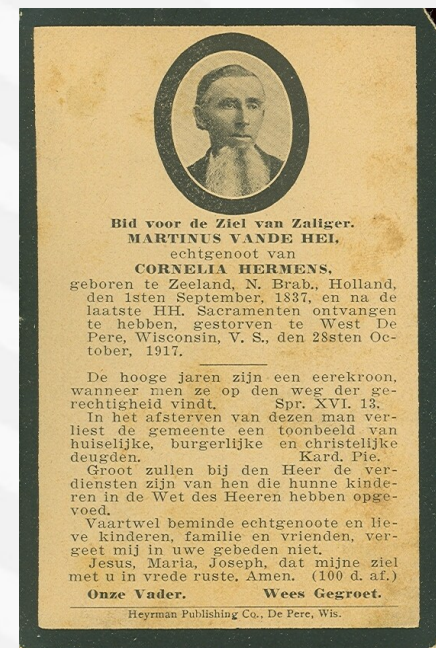 Bid voor de Ziel van Zaliger.
MARTINUS VANDE HEI,
echtgenoot van
CORNELIA HERMENS,
geboren te Zeeland, N. Brab., Holland,
den 1sten September, 1837, en na de
laatste HH. Sacramenten ontvangen
te hebben, gestorven te West De
Pere, Wisconsin, V. S., den 28sten Oc-
tober, 1917.
De hooge jaren zijn een eerekroon,
wanneer men ze op den weg der ge-
rechtigheid vindt. Spr. XVI. 13.
In het afsterven van dezen man ver-
liest de gemeente een toonbeeld van
huiselijke, burgerlijke en christelijke
deugden. Kard. Pie.
Groot zullen bij den Heer de ver-
diensten zijn van hen die hunne kinde-
ren in de Wet des Heeren hebben opge-
voed.
Vaartwel beminde echtgenoote en lie-
ve kinderen, familie en vrienden, ver-
geet mij in uwe gebeden niet.
Jesus, Maria, Joseph, dat mijne ziel
met u in vrede ruste. Amen. (100 d. af.)
Onze Vader. Wees Gegroet.
Heyrman Publishing Co., De Pere, Wis.